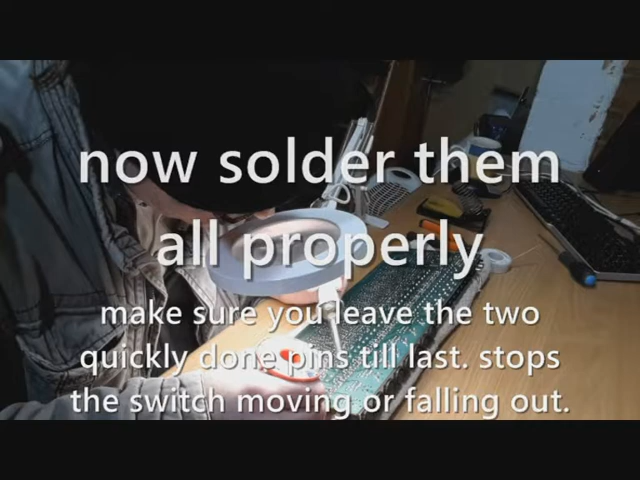 now solder them
all properly
make sure you leave the two
quickly done pins till last. stops
the switch moving or falling out.